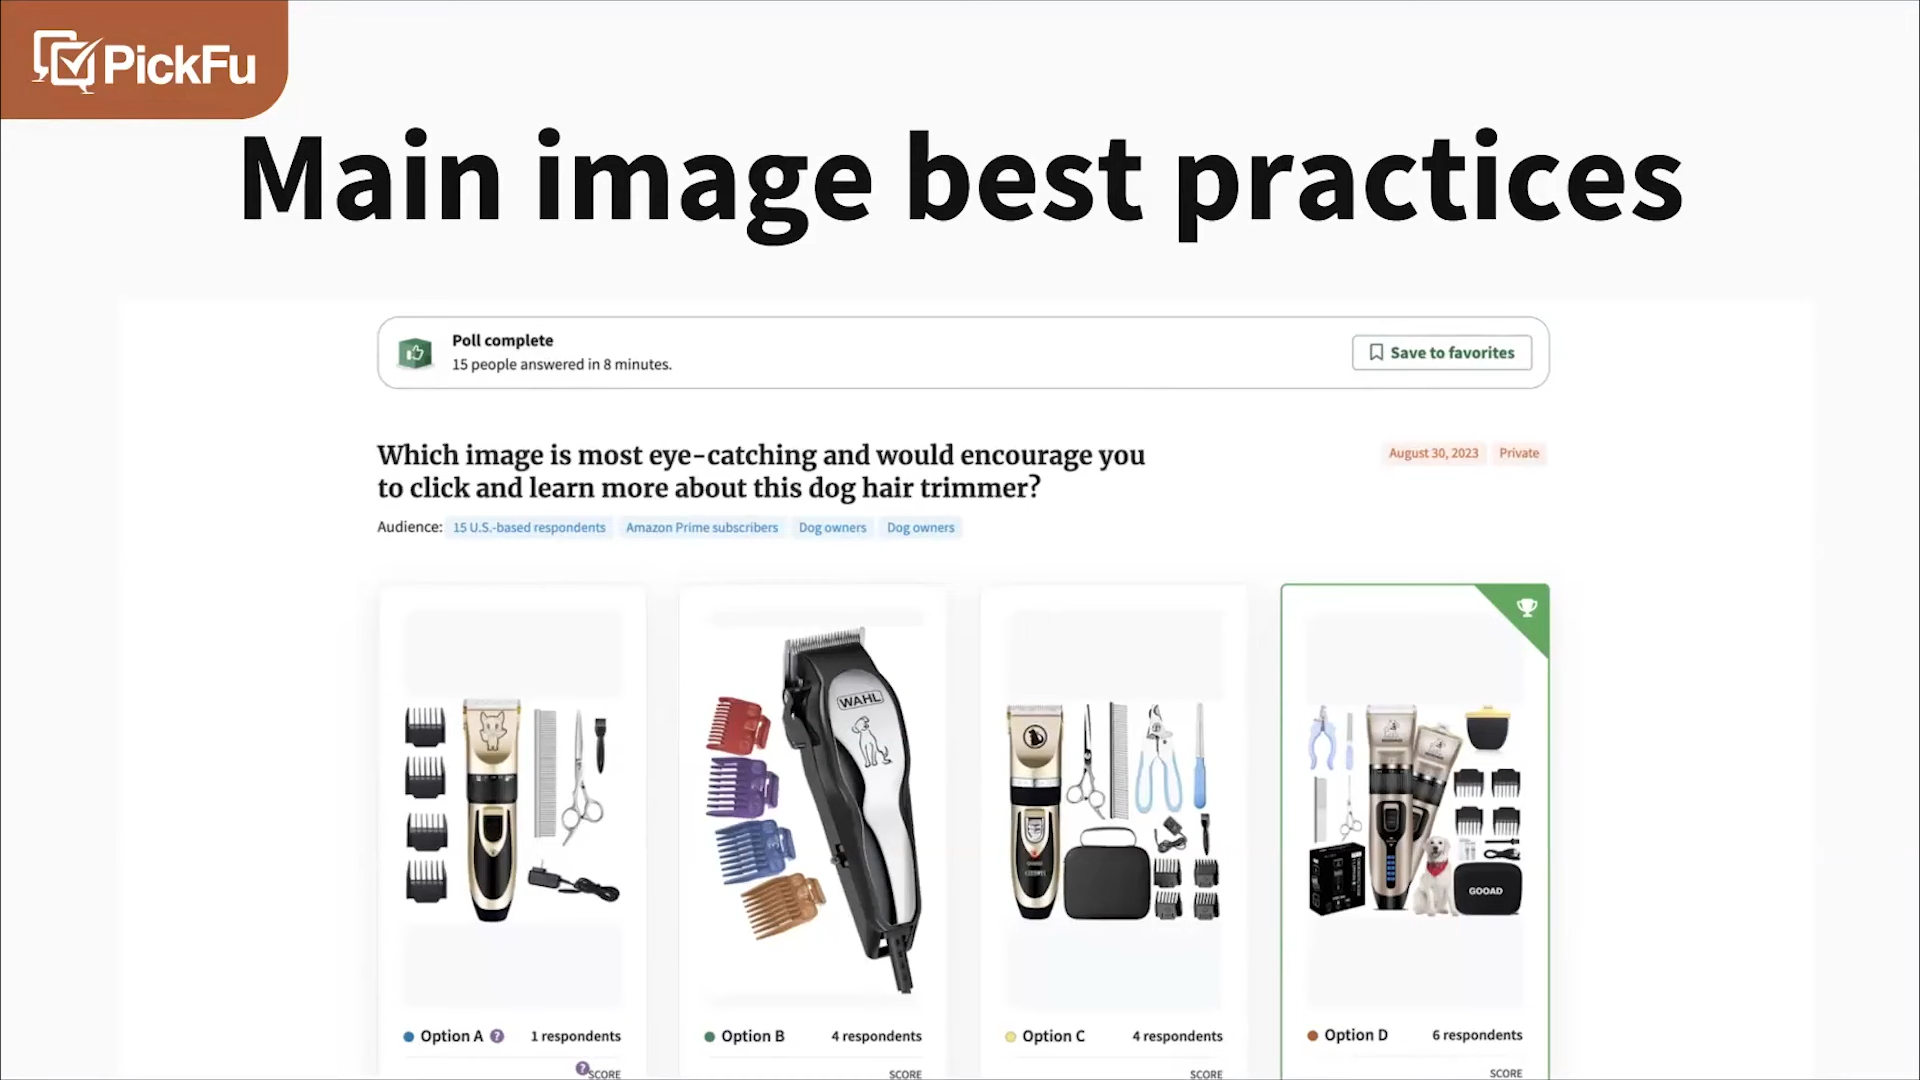 PickFu
Main image best practices
Poll complete
15 people answered in 8 minutes.
Save to favorites
Which image is most eye-catching and would encourage you
to click and learn more about this dog hair trimmer?
August 30, 2023 Private
Audience: 15 U.S.-based respondents Amazon Prime subscribers Dog owners Dog owners
WAHL
GOOAD
Option A ? 1 respondents
Option B 4 respondents
Option C 4 respondents
Option D 6 respondents
? SCORE
SCORE
SCORE
SCORE